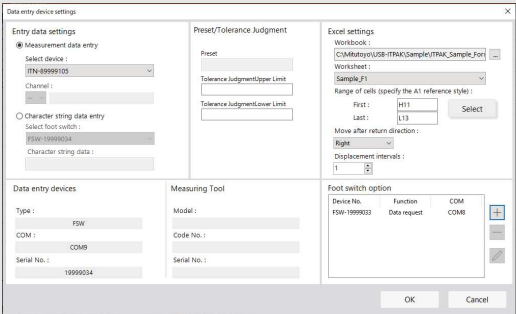 Data entry device settings
Entry data settings
Measurement data entry
Select device :
ITN-89999105
Channel :
-- --
Character string data entry
Select foot switch :
FSW-19999034
Character string data :
Preset/Tolerance Judgment
Preset
Tolerance JudgmentUpper Limit
Tolerance JudgmentLower Limit
Excel settings
Workbook :
C:\Mitutoyo\USB-ITPAK\Sample\ITPAK_Sample_For
...
Worksheet :
Sample_F1
Range of cells (specify the A1 reference style) :
First : H11
Last : L13
Select
Move after return direction :
Right
Displacement intervals :
1
Data entry devices
Type :
FSW
COM :
COM9
Serial No. :
19999034
Measuring Tool
Model :
Code No. :
Serial No. :
Foot switch option
Device No. Function COM
FSW-19999033 Data request COM8
OK Cancel